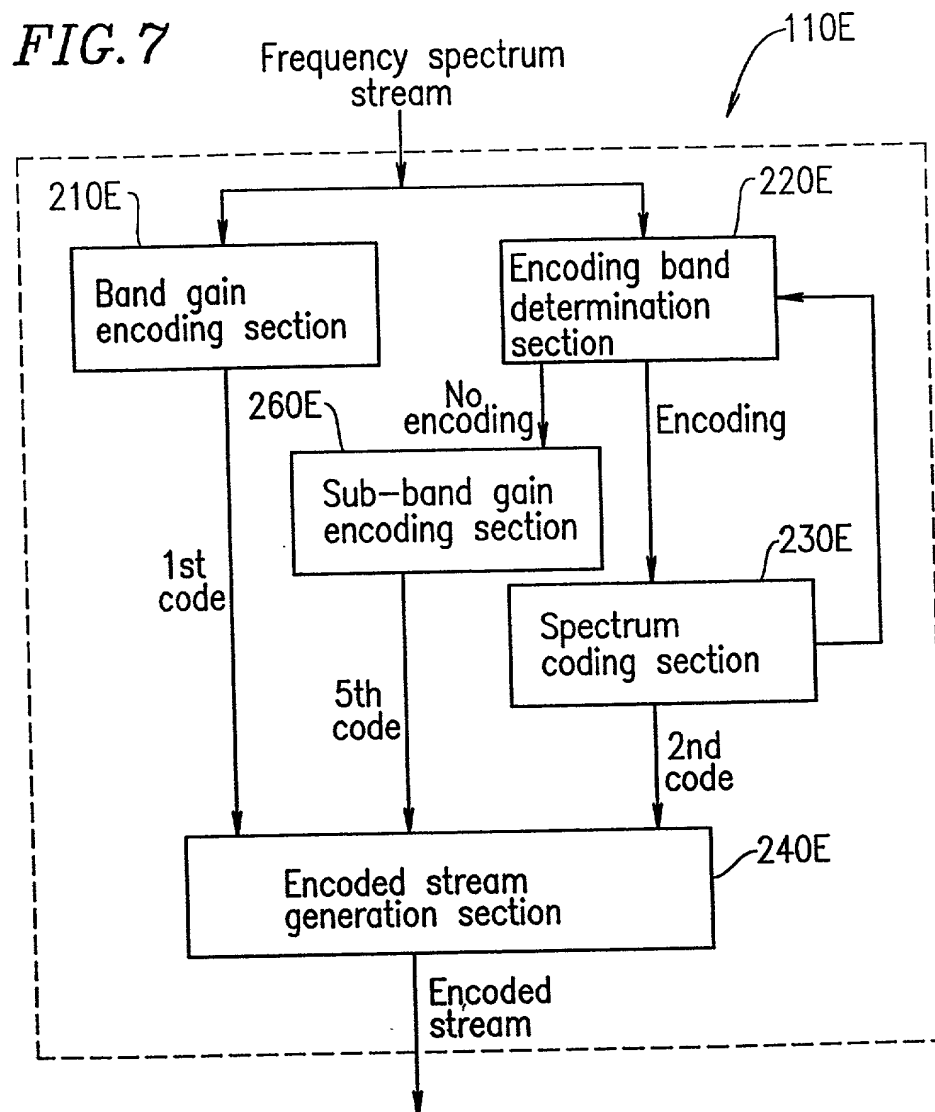 FIG. 7
110E
Frequency spectrum
stream
210E
220E
Band gain
encoding section
Encoding band
determination
section
260E
No
encoding
Encoding
Sub-band gain
encoding section
230E
1st
code
Spectrum
coding section
5th
code
2nd
code
240E
Encoded stream
generation section
Encoded
stream